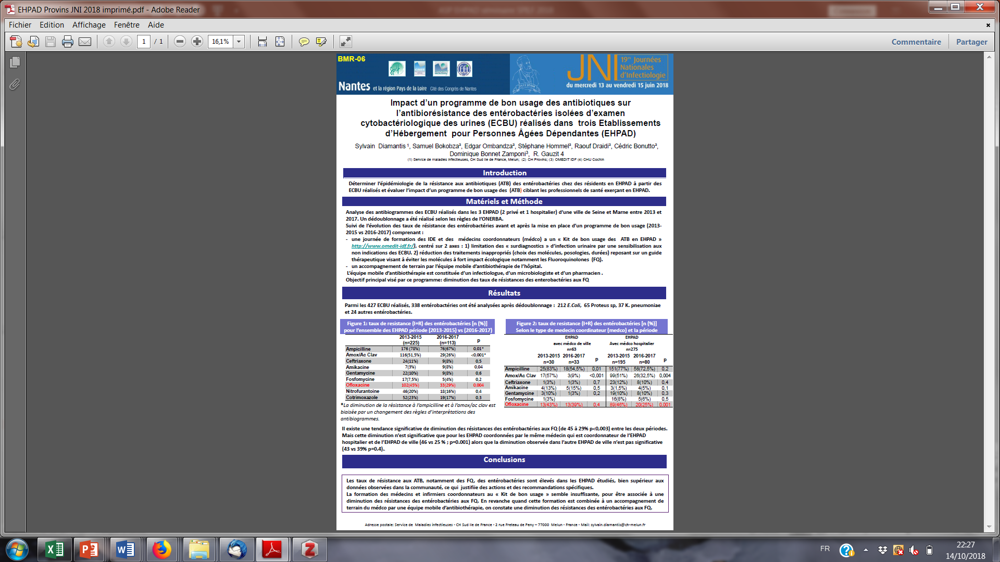 EHPAD Provins JNI 2018 imprimé.pdf - Adobe Reader
Fichier Edition Affichage Fenêtre Aide
1 / 1 16,1% Commentaire Partager
BMR-06
JNI 19es Journées
Nationales
d'Infectiologie
Nantes et la région Pays de la Loire Cité des Congrès de Nantes
du mercredi 13 au vendredi 15 juin 2018
Impact d'un programme de bon usage des antibiotiques sur
l'antibiorésistance des entérobactéries isolées d'examen
cytobactériologique des urines (ECBU) réalisés dans trois Etablissements
d'Hébergement pour Personnes Âgées Dépendantes (EHPAD)
Sylvain Diamantis ¹, Samuel Bokobza², Edgar Ombandza², Stéphane Hommel², Raouf Draidi², Cédric Bonutto²,
Dominique Bonnet Zamponi³, R. Gauzit 4
(1) Service de maladies infectieuses, CH Sud Ile de France, Melun; (2) CH Provins; (3) OMEDIT IDF (4) CHU Cochin
Introduction
Déterminer l'épidémiologie de la résistance aux antibiotiques (ATB) des entérobactéries chez des résidents en EHPAD à partir des
ECBU réalisés et évaluer l'impact d'un programme de bon usage des (ATB) ciblant les professionnels de santé exerçant en EHPAD.
Matériels et Méthode
Analyse des antibiogrammes des ECBU réalisés dans les 3 EHPAD (2 privé et 1 hospitalier) d'une ville de Seine et Marne entre 2013 et
2017. Un dédoublonnage a été réalisé selon les règles de l'ONERBA.
Suivi de l'évolution des taux de résistance des entérobactéries avant et après la mise en place d'un programme de bon usage (2013-
2015 vs 2016-2017) comprenant :
- une journée de formation des IDE et des médecins coordonnateurs (médco) a un « Kit de bon usage des ATB en EHPAD »
http://www.omedit-idf.fr/), centré sur 2 axes : 1) limitation des « surdiagnostics » d'infection urinaire par une sensibilisation aux
non indications des ECBU. 2) réduction des traitements inappropriés (choix des molécules, posologies, durées) reposant sur un guide
thérapeutique visant à éviter les molécules à fort impact écologique notamment les Fluoroquinolones (FQ).
- un accompagnement de terrain par l'équipe mobile d'antibiothérapie de l'hôpital.
L'équipe mobile d'antibiothérapie est constituée d'un infectiologue, d'un microbiologiste et d'un pharmacien .
Objectif principal visé par ce programme: diminution des taux de résistances des enterobactéries aux FQ
Résultats
Parmi les 427 ECBU réalisés, 338 entérobactéries ont été analysées après dédoublonnage : 212 E.Coli, 65 Proteus sp, 37 K. pneumoniae
et 24 autres entérobactéries.
Figure 1: taux de resistance (I+R) des entérobactéries [n (%)]
pour l'ensemble des EHPAD période (2013-2015) vs (2016-2017)
2013-2015 2016-2017 p
(n=225) (n=113)
Ampicilline 176 (78%) 76(67%) 0,01*
Amox/Ac Clav 116(51,5%) 29(26%) <0,001*
Ceftriaxone 24(11%) 9(8%) 0,5
Amikacine 7(3%) 9(8%) 0,04
Gentamycine 22(10%) 9(8%) 0,6
Fosfomycine 17(7,5%) 5(4%) 0,2
Ofloxacine 102(45%) 33(29%) 0,004
Nitrofurantoine 46(20%) 18(16%) 0,4
Cotrimoxazole 52(23%) 19(17%) 0,3
*La diminution de la résistance à l'ampicilline et à l'amox/ac clav est
biaisée par un changement des règles d'interprétations des
antibiogrammes.
Figure 2: taux de resistance (I+R) des entérobactéries [n (%)]
Selon le type de medecin coordinateur (medco) et la période
EHPAD EHPAD
avec médco de ville Avec médco hospitalier
n=63 n=275
2013-2015 2016-2017 p 2013-2015 2016-2017 p
n=30 n=33 n=195 n=80
Ampicilline 25(83%) 18(54,5%) 0,01 151(77%) 58(72,5%) 0,2
Amox/Ac Clav 17(57%) 3(9%) <0,001 99(51%) 26(32,5%) 0,004
Ceftriaxone 1(3%) 1(3%) 0,7 23(12%) 8(10%) 0,4
Amikacine 4(13%) 5(15%) 0,5 3(1,5%) 4(5%) 0,1
Gentamycine 3(10%) 1(3%) 0,2 19(10%) 8(10%) 0,3
Fosfomycine 1(3%) 16(8%) 5(6%) 0,5
Ofloxacine 13(43%) 13(39%) 0,4 89(46%) 20(25%) 0,001
Il existe une tendance significative de diminution des résistances des entérobactéries aux FQ (de 45 à 29% p<0,003) entre les deux périodes.
Mais cette diminution n'est significative que pour les EHPAD coordonnées par le même médecin qui est coordonnateur de l'EHPAD
hospitalier et de l'EHPAD de ville (46 vs 25 % ; p=0.001) alors que la diminution observée dans l'autre EHPAD de ville n'est pas significative
(43 vs 39% p=0.4).
Conclusions
Les taux de résistance aux ATB, notamment des FQ, des entérobactéries sont élevés dans les EHPAD étudiés, bien supérieur aux
données observées dans la communauté, ce qui justifiie des actions et des recommandations spécifiques.
La formation des médecins et infirmiers coordonnateurs au « Kit de bon usage » semble insuffisante, pour être associée à une
diminution des résistances des entérobactéries aux FQ. En revanche quand cette formation est combinée à un accompagnement de
terrain du médco par une équipe mobile d'antibiothérapie, on constate une diminution des résistances des entérobactéries aux FQ.
Adresse postale: Service de Maladies infectieuses - CH Sud Ile de France - 2 rue Freteau de Peny – 77000 Melun - France - Mail: sylvain.diamantis@ch-melun.fr
FR 22:27
14/10/2018